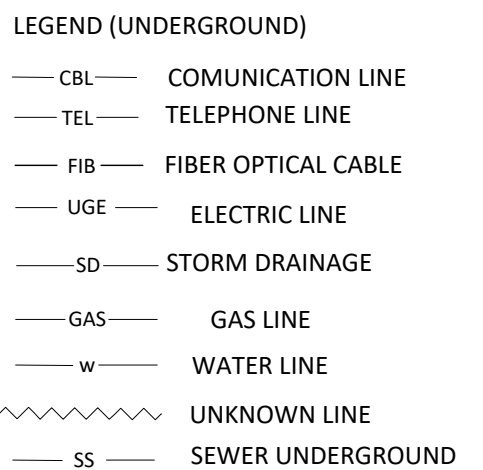 LEGEND (UNDERGROUND)
CBL COMUNICATION LINE
TEL TELEPHONE LINE
FIB FIBER OPTICAL CABLE
UGE ELECTRIC LINE
SD STORM DRAINAGE
GAS GAS LINE
w WATER LINE
UNKNOWN LINE
SS SEWER UNDERGROUND